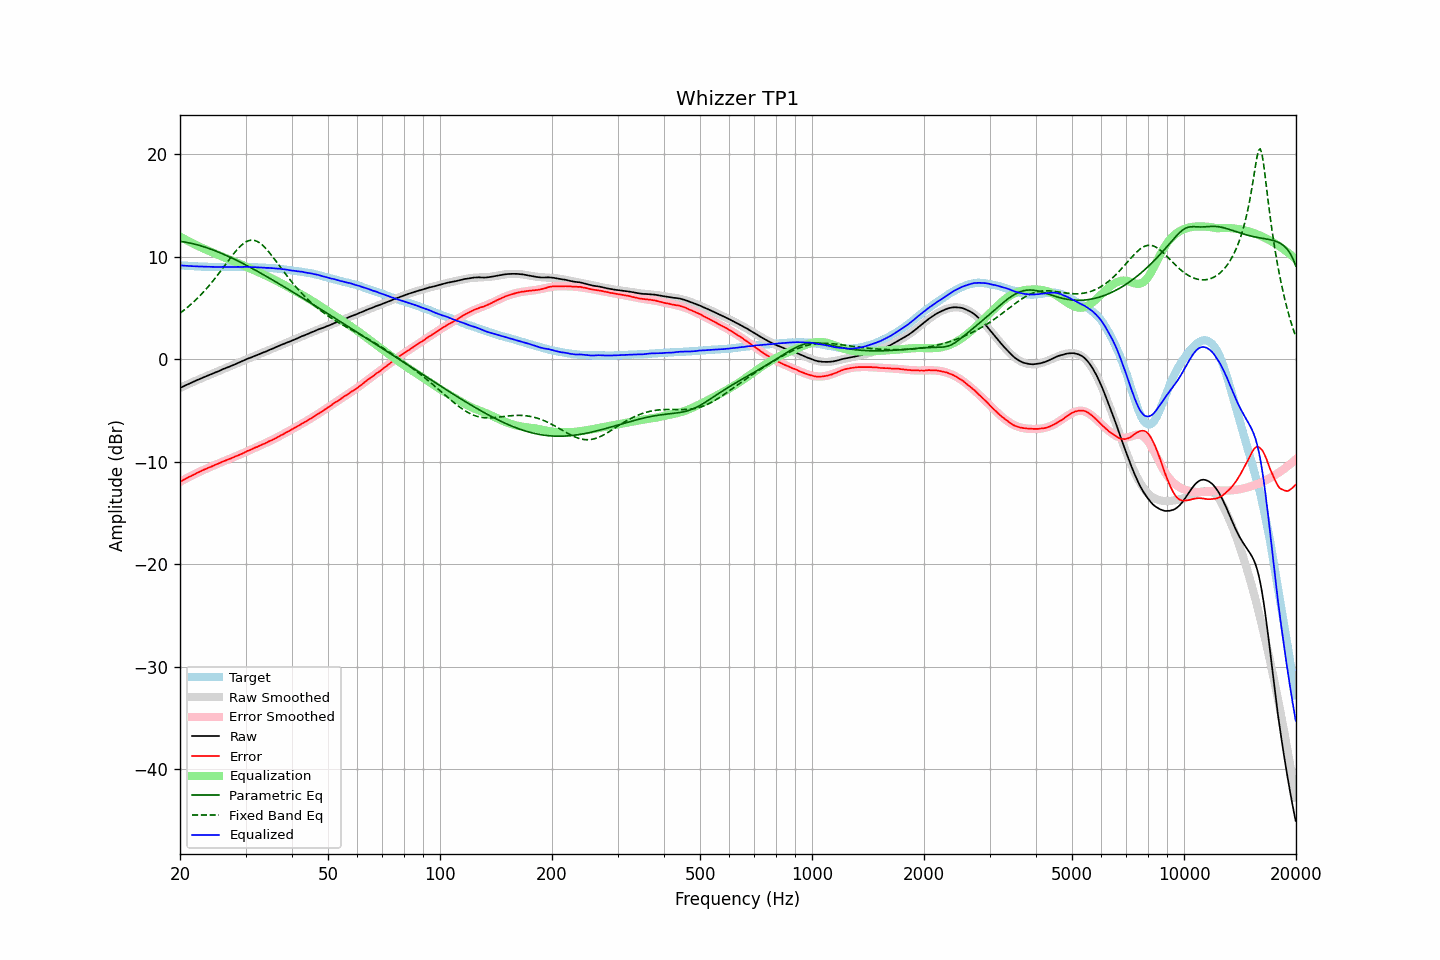 Whizzer TP1
20
10
0
−10
−20
−30
−40
Amplitude (dBr)
Target
Raw Smoothed
Error Smoothed
Raw
Error
Equalization
Parametric Eq
Fixed Band Eq
Equalized
20 50 100 200 500 1000 2000 5000 10000 20000
Frequency (Hz)